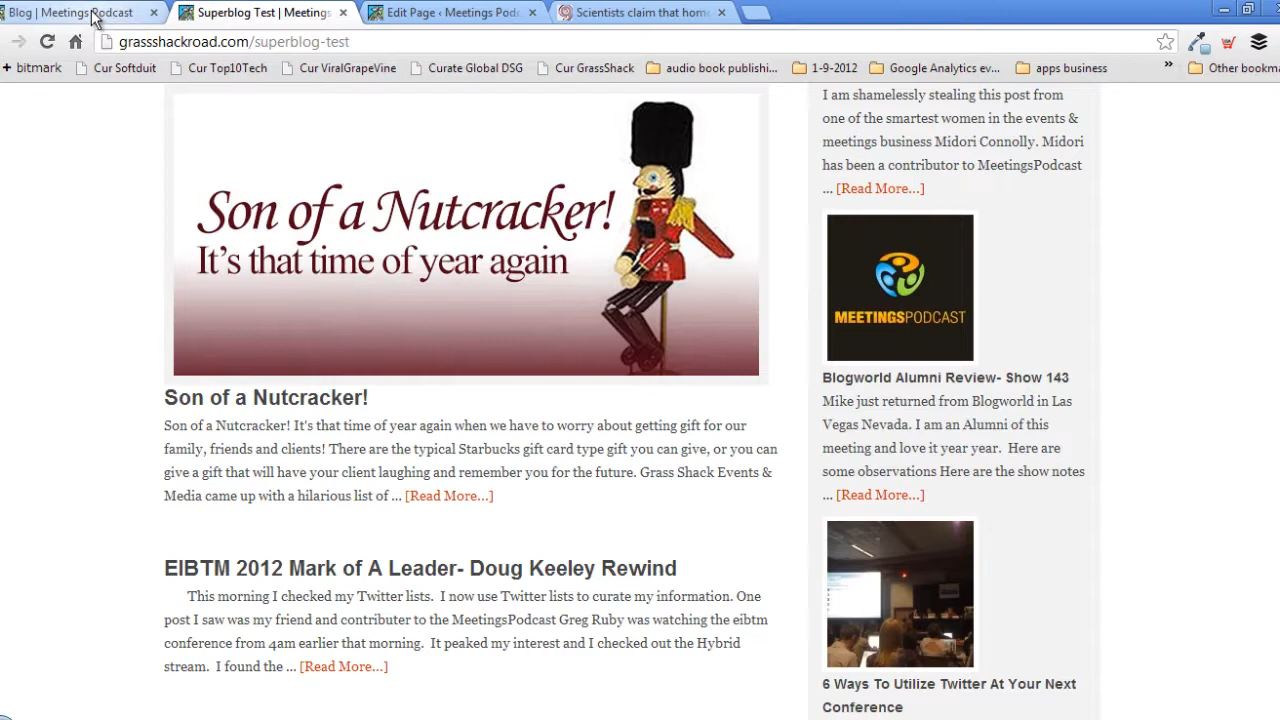 Blog | Meetings Podcast
Superblog Test | Meetings
Edit Page ‹ Meetings Pod
Scientists claim that hom
grassshackroad.com/superblog-test
+ bitmark
Cur Softduit
Cur Top10Tech
Cur ViralGrapeVine
Curate Global DSG
Cur GrassShack
audio book publishi...
1-9-2012
Google Analytics ev...
apps business
»
Other bookma
Son of a Nutcracker!
It's that time of year again
Son of a Nutcracker!
Son of a Nutcracker! It's that time of year again when we have to worry about getting gift for our
family, friends and clients! There are the typical Starbucks gift card type gift you can give, or you can
give a gift that will have your client laughing and remember you for the future. Grass Shack Events &
Media came up with a hilarious list of ... [Read More...]
EIBTM 2012 Mark of A Leader- Doug Keeley Rewind
This morning I checked my Twitter lists. I now use Twitter lists to curate my information. One
post I saw was my friend and contributor to the MeetingsPodcast Greg Ruby was watching the eibtm
conference from 4am earlier that morning. It peaked my interest and I checked out the Hybrid
stream. I found the ... [Read More...]
I am shamelessly stealing this post from
one of the smartest women in the events &
meetings business Midori Connolly. Midori
has been a contributor to MeetingsPodcast
... [Read More...]
MEETINGSPODCAST
Blogworld Alumni Review- Show 143
Mike just returned from Blogworld in Las
Vegas Nevada. I am an Alumni of this
meeting and love it year year. Here are
some observations Here are the show notes
... [Read More...]
6 Ways To Utilize Twitter At Your Next
Conference